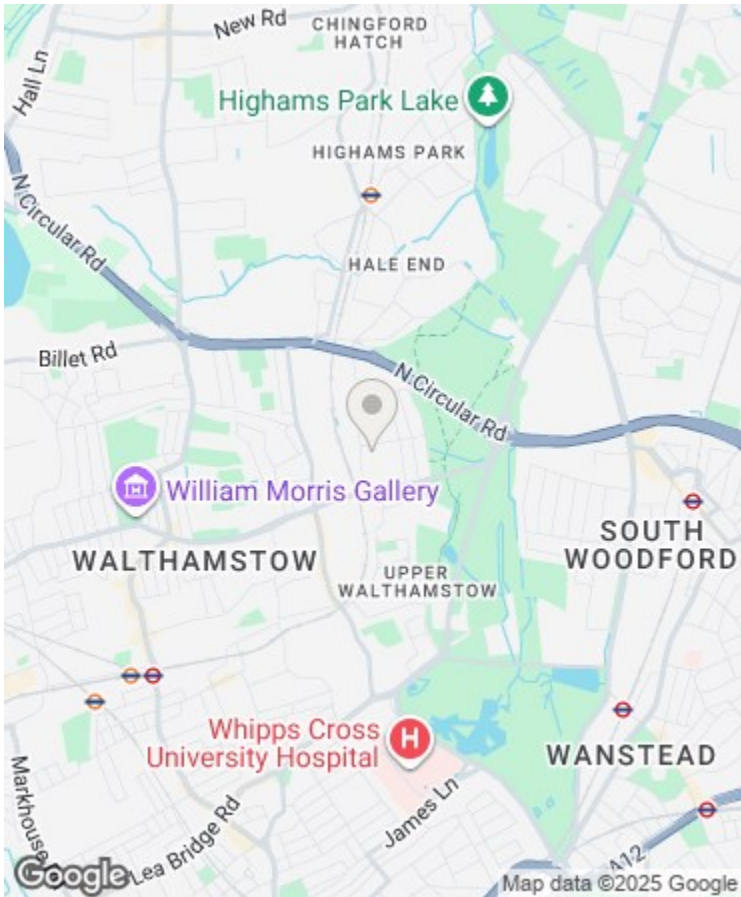 New Rd
CHINGFORD
HATCH
Hall Ln
Highams Park Lake
HIGHAMS PARK
N Circular Rd
HALE END
Billet Rd
N Circular Rd
William Morris Gallery
WALTHAMSTOW
SOUTH
WOODFORD
UPPER
WALTHAMSTOW
Whipps Cross
University Hospital
H
WANSTEAD
Markhouse
Lea Bridge Rd
James Ln
A12
Google
Map data ©2025 Google